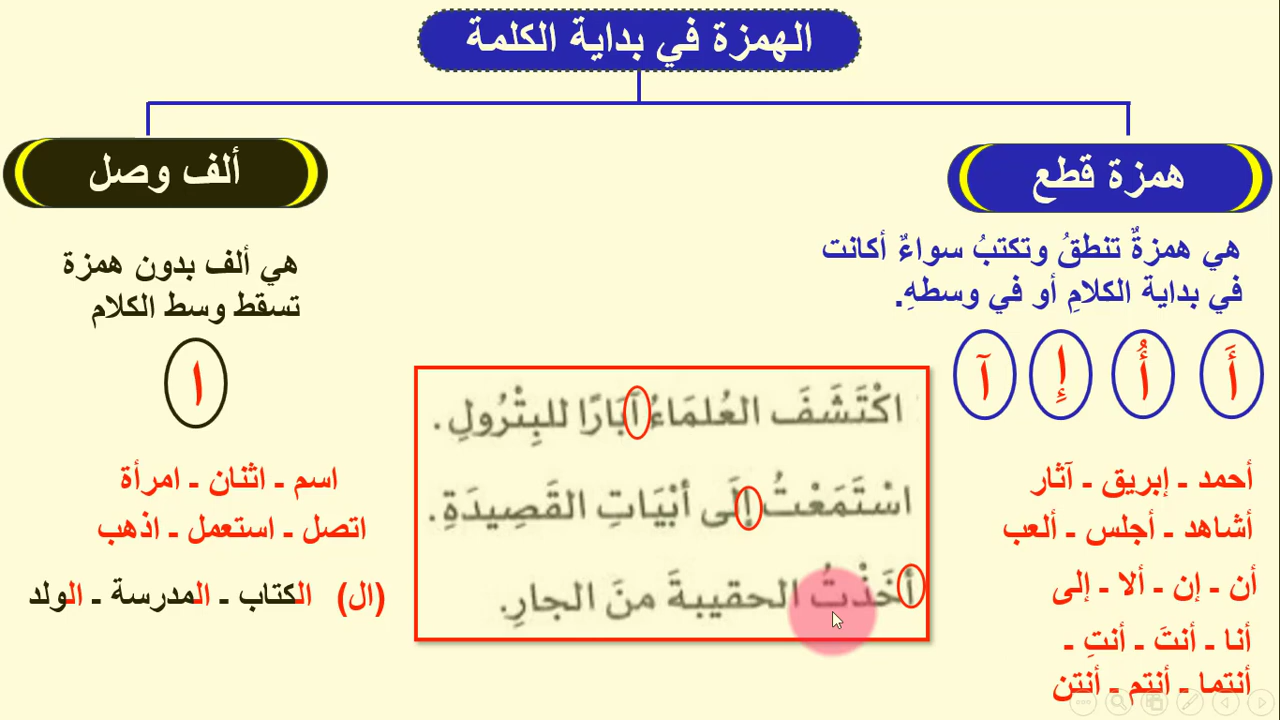 الهمزة في بداية الكلمة
همزة قطع
هي همزةٌ تنطقُ وتكتبُ سواءٌ أكانت
في بداية الكلامِ أو في وسطهِ.
أَ أُ إِ آ
أحمد ـ إبريق ـ آثار
أشاهد ـ أجلس ـ ألعب
أن ـ إن ـ ألا ـ إلى
أنا ـ أنتَ ـ أنتِ ـ
أنتما ـ أنتم ـ أنتن
اكْتَشَفَ العُلمَاءُ آبَارًا للبِتْرُولِ.
اسْتَمَعْتُ إِلَى أبْيَاتِ القَصِيدَةِ.
أخَذْتُ الحقيبةَ منَ الجارِ.
ألف وصل
هي ألف بدون همزة
تسقط وسط الكلام
ا
اسم ـ اثنان ـ امرأة
اتصل ـ استعمل ـ اذهب
(ال) الكتاب ـ المدرسة ـ الولد